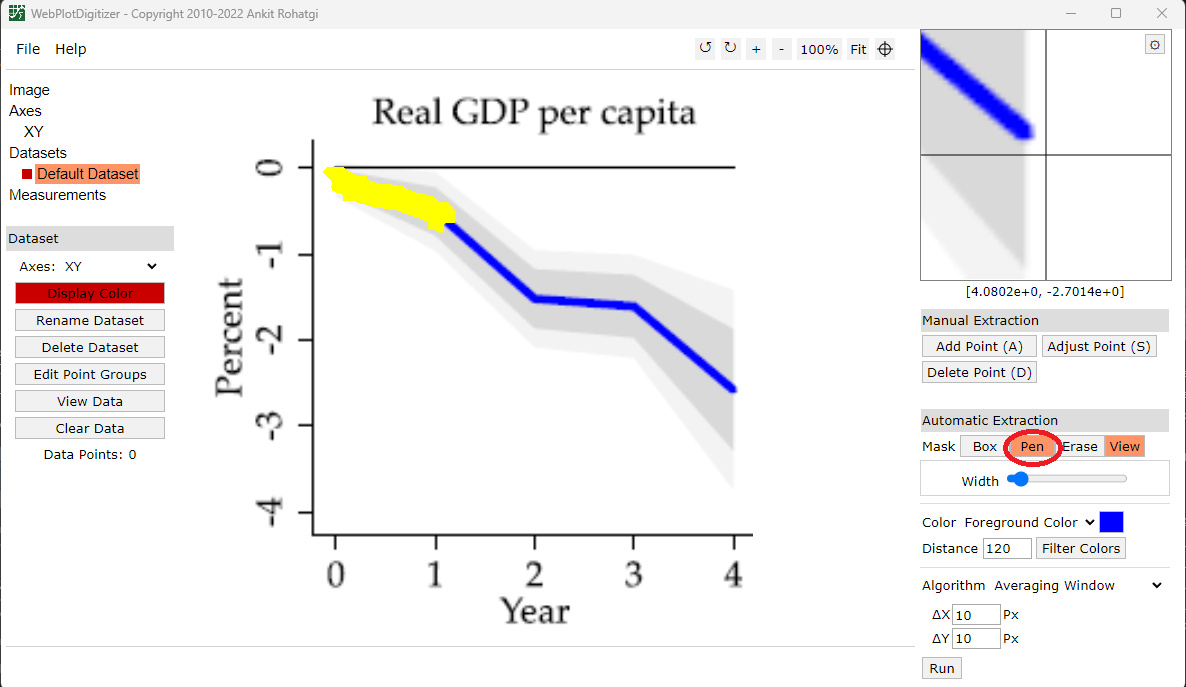 WebPlotDigitizer - Copyright 2010-2022 Ankit Rohatgi
File Help
+ - 100% Fit
Image
Axes
XY
Datasets
Default Dataset
Measurements
Dataset
Axes: XY
Display Color
Rename Dataset
Delete Dataset
Edit Point Groups
View Data
Clear Data
Data Points: 0
Real GDP per capita
Percent
0
-1
-2
-3
-4
0 1 2 3 4
Year
[4.0802e+0, -2.7014e+0]
Manual Extraction
Add Point (A) Adjust Point (S)
Delete Point (D)
Automatic Extraction
Mask Box Pen Erase View
Width
Color Foreground Color
Distance 120 Filter Colors
Algorithm Averaging Window
ΔX 10 Px
ΔY 10 Px
Run